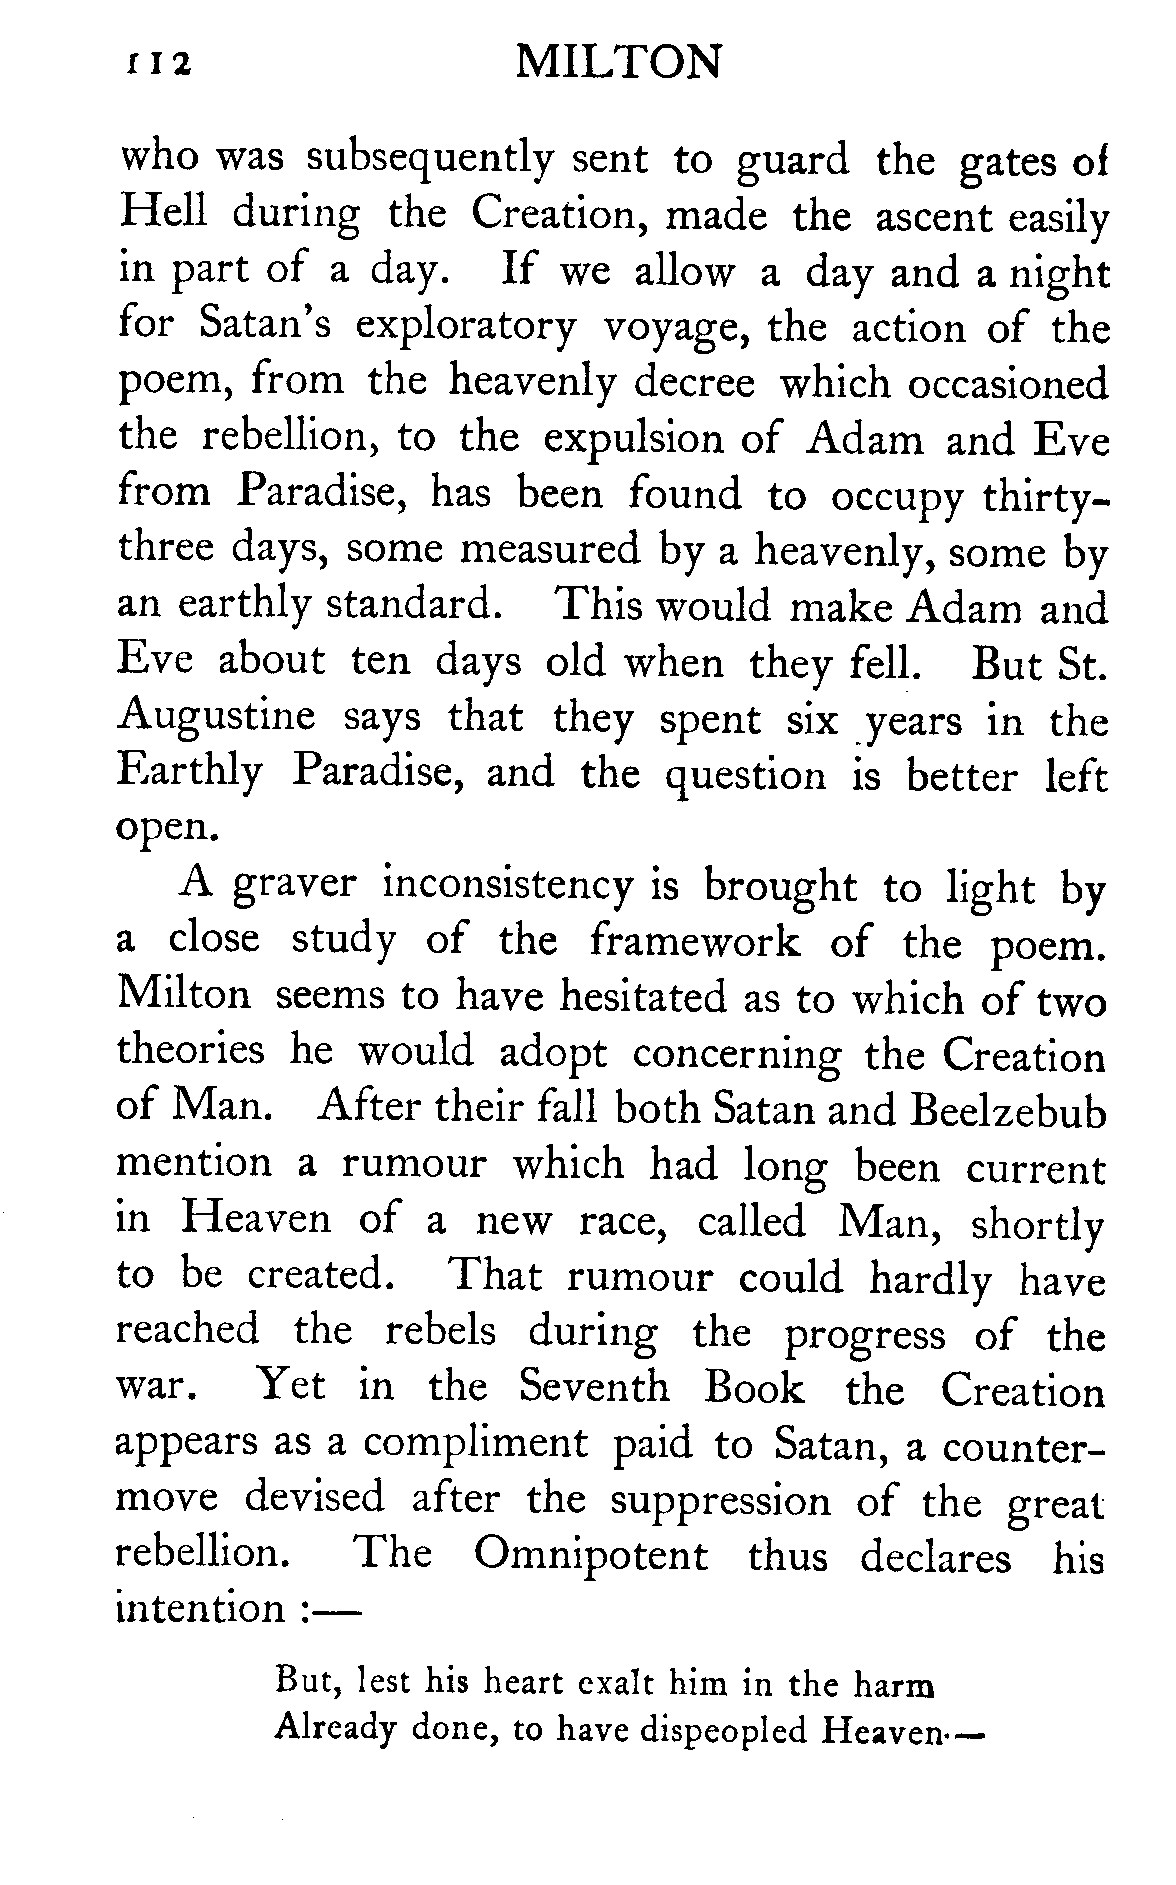 112 MILTON
who was subsequently sent to guard the gates of
Hell during the Creation, made the ascent easily
in part of a day. If we allow a day and a night
for Satan's exploratory voyage, the action of the
poem, from the heavenly decree which occasioned
the rebellion, to the expulsion of Adam and Eve
from Paradise, has been found to occupy thirty-
three days, some measured by a heavenly, some by
an earthly standard. This would make Adam and
Eve about ten days old when they fell. But St.
Augustine says that they spent six years in the
Earthly Paradise, and the question is better left
open.
A graver inconsistency is brought to light by
a close study of the framework of the poem.
Milton seems to have hesitated as to which of two
theories he would adopt concerning the Creation
of Man. After their fall both Satan and Beelzebub
mention a rumour which had long been current
in Heaven of a new race, called Man, shortly
to be created. That rumour could hardly have
reached the rebels during the progress of the
war. Yet in the Seventh Book the Creation
appears as a compliment paid to Satan, a counter-
move devised after the suppression of the great
rebellion. The Omnipotent thus declares his
intention :—
But, lest his heart exalt him in the harm
Already done, to have dispeopled Heaven—